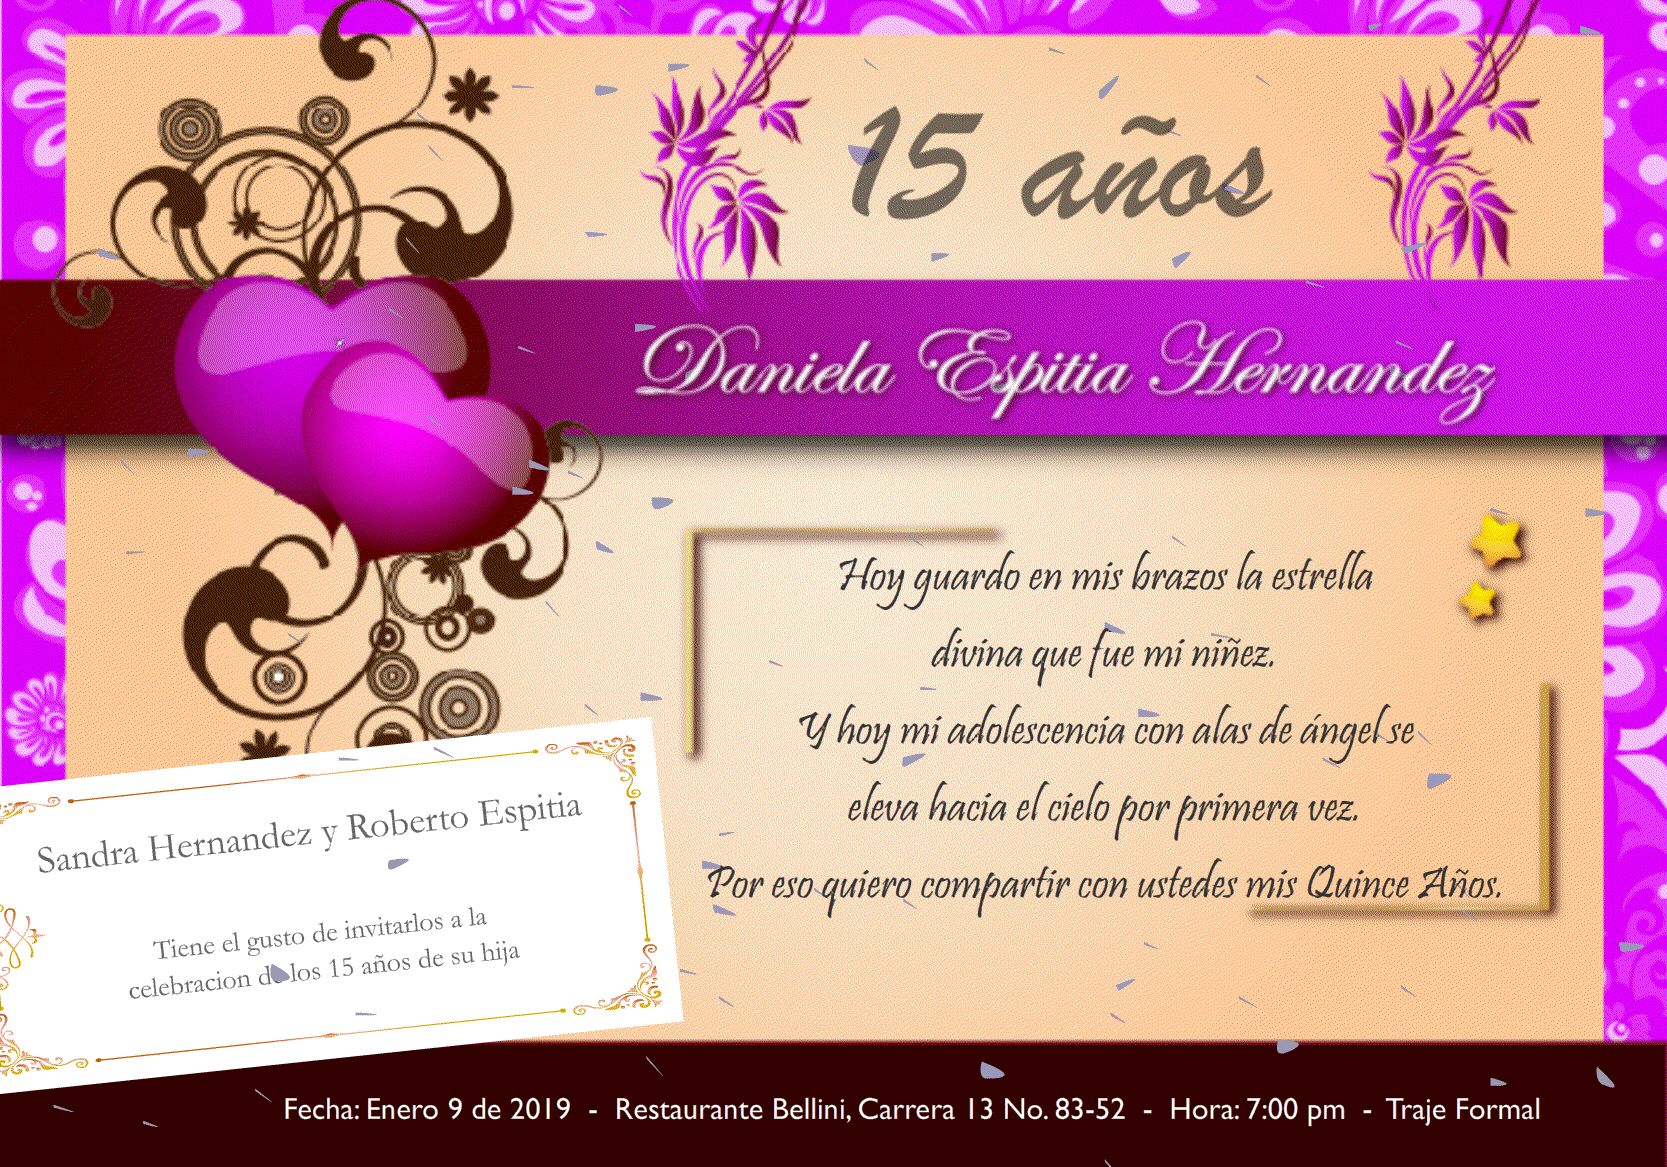 15 años
Daniela Espitia Hernandez
Hoy guardo en mis brazos la estrella
divina que fue mi niñez.
Y hoy mi adolescencia con alas de ángel se
eleva hacia el cielo por primera vez.
Por eso quiero compartir con ustedes mis Quince Años.
Sandra Hernandez y Roberto Espitia
Tiene el gusto de invitarlos a la
celebracion de los 15 años de su hija
Fecha: Enero 9 de 2019 - Restaurante Bellini, Carrera 13 No. 83-52 - Hora: 7:00 pm - Traje Formal